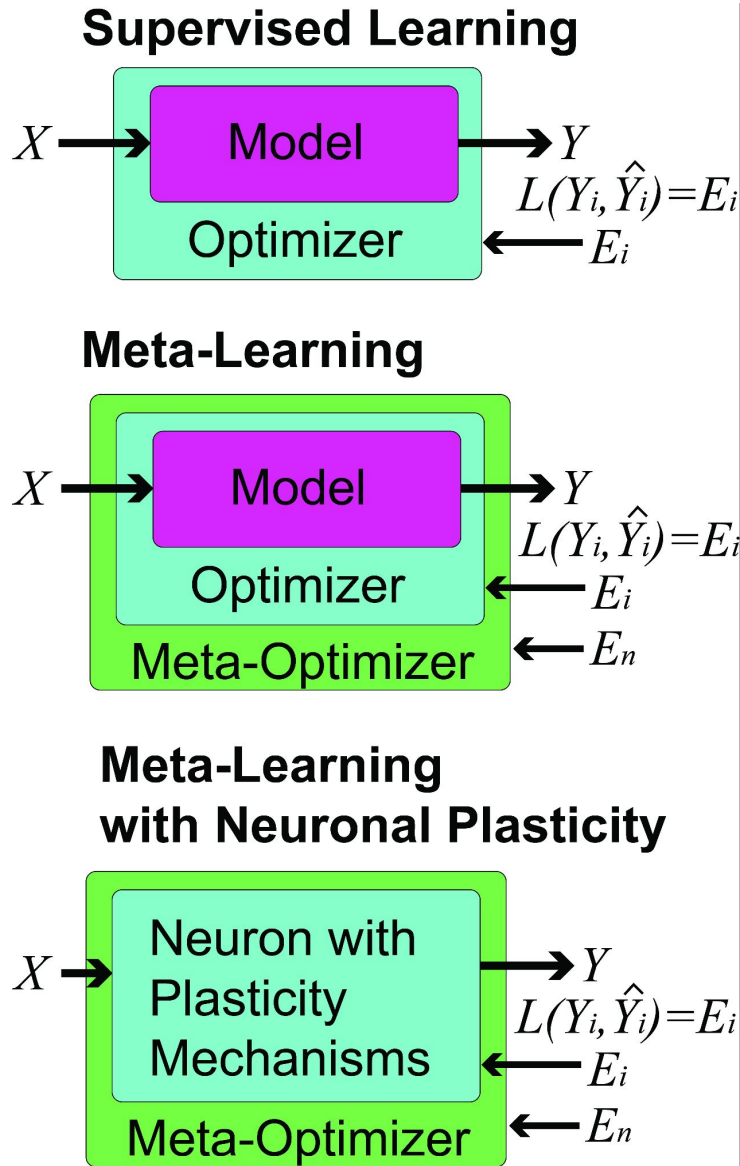 Supervised Learning
X
Model
Y
L(Yi, Ŷi)=Ei
Optimizer
Ei
Meta-Learning
X
Model
Y
L(Yi, Ŷi)=Ei
Optimizer
Ei
Meta-Optimizer
En
Meta-Learning
with Neuronal Plasticity
X
Neuron with
Plasticity
Mechanisms
Y
L(Yi, Ŷi)=Ei
Ei
Meta-Optimizer
En